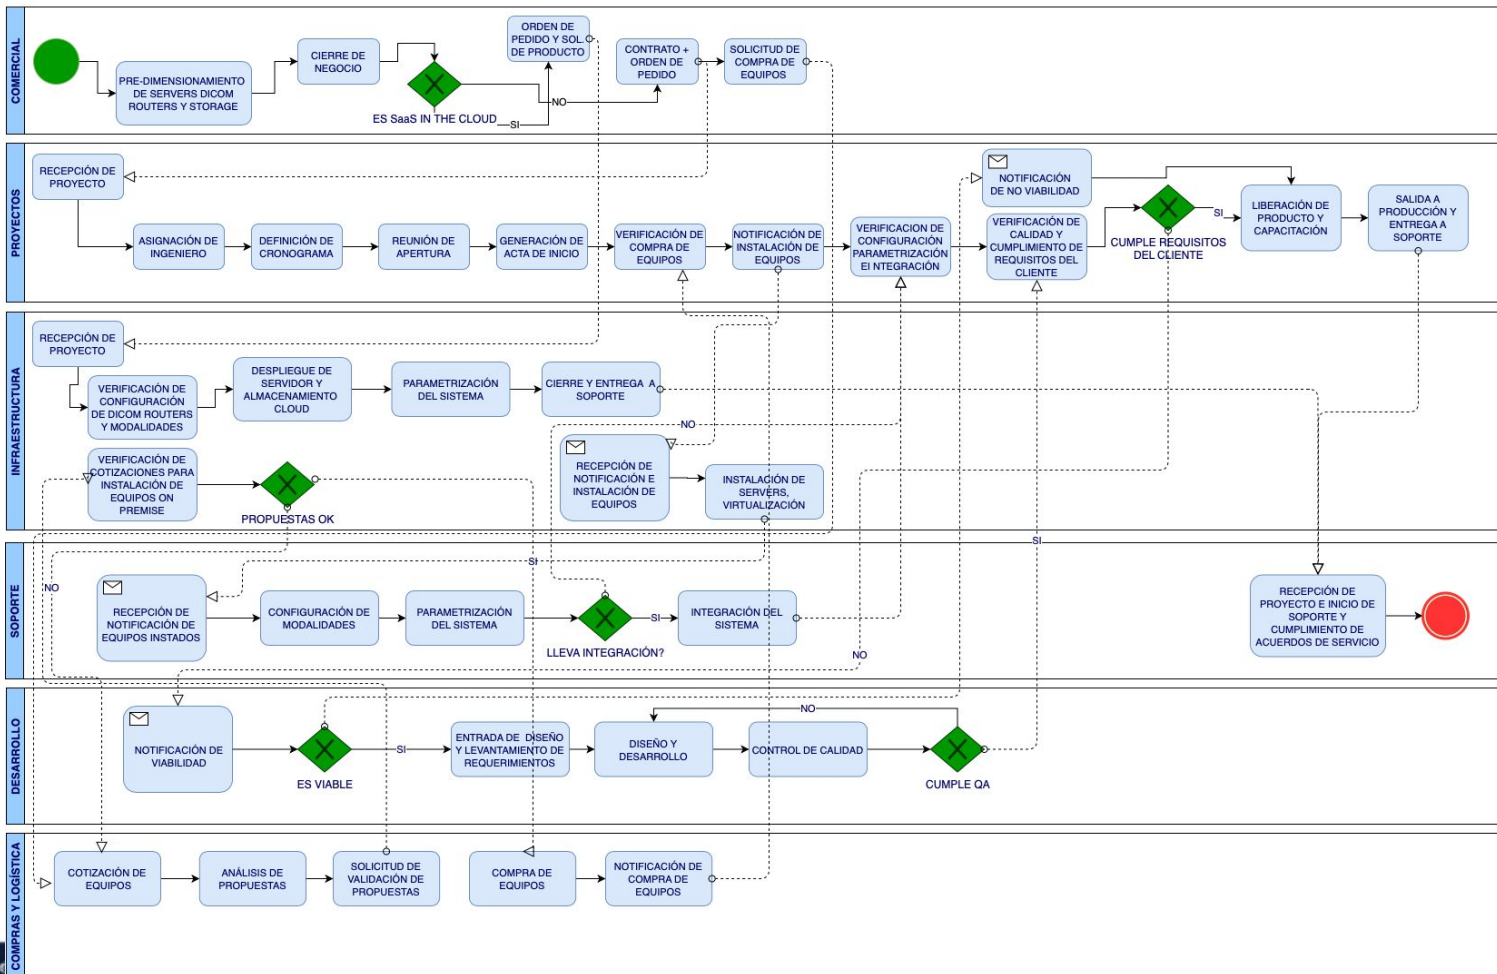 COMERCIAL
PRE-DIMENSIONAMIENTO
DE SERVERS DICOM
ROUTERS Y STORAGE
CIERRE DE
NEGOCIO
ES SaaS IN THE CLOUD
SI
NO
ORDEN DE
PEDIDO Y SOL.
DE PRODUCTO
CONTRATO +
ORDEN DE
PEDIDO
SOLICITUD DE
COMPRA DE
EQUIPOS
PROYECTOS
RECEPCIÓN DE
PROYECTO
ASIGNACIÓN DE
INGENIERO
DEFINICIÓN DE
CRONOGRAMA
REUNIÓN DE
APERTURA
GENERACIÓN DE
ACTA DE INICIO
VERIFICACIÓN DE
COMPRA DE
EQUIPOS
NOTIFICACIÓN DE
INSTALACIÓN DE
EQUIPOS
VERIFICACION DE
CONFIGURACIÓN
PARAMETRIZACIÓN
EI NTEGRACIÓN
NOTIFICACIÓN
DE NO VIABILIDAD
VERIFICACIÓN DE
CALIDAD Y
CUMPLIMIENTO DE
REQUISITOS DEL
CLIENTE
CUMPLE REQUISITOS
DEL CLIENTE
SI
LIBERACIÓN DE
PRODUCTO Y
CAPACITACIÓN
SALIDA A
PRODUCCIÓN Y
ENTREGA A
SOPORTE
INFRAESTRUCTURA
RECEPCIÓN DE
PROYECTO
VERIFICACIÓN DE
CONFIGURACIÓN
DE DICOM ROUTERS
Y MODALIDADES
DESPLIEGUE DE
SERVIDOR Y
ALMACENAMIENTO
CLOUD
PARAMETRIZACIÓN
DEL SISTEMA
CIERRE Y ENTREGA A
SOPORTE
NO
VERIFICACIÓN DE
COTIZACIONES PARA
INSTALACIÓN DE
EQUIPOS ON
PREMISE
PROPUESTAS OK
RECEPCIÓN DE
NOTIFICACIÓN E
INSTALACIÓN DE
EQUIPOS
INSTALACIÓN DE
SERVERS,
VIRTUALIZACIÓN
SI
SOPORTE
NO
SI
RECEPCIÓN DE
NOTIFICACIÓN DE
EQUIPOS INSTADOS
CONFIGURACIÓN DE
MODALIDADES
PARAMETRIZACIÓN
DEL SISTEMA
LLEVA INTEGRACIÓN?
SI
INTEGRACIÓN DEL
SISTEMA
NO
RECEPCIÓN DE
PROYECTO E INICIO DE
SOPORTE Y
CUMPLIMIENTO DE
ACUERDOS DE SERVICIO
DESARROLLO
NOTIFICACIÓN DE
VIABILIDAD
ES VIABLE
SI
ENTRADA DE DISEÑO
Y LEVANTAMIENTO DE
REQUERIMIENTOS
DISEÑO Y
DESARROLLO
NO
CONTROL DE CALIDAD
CUMPLE QA
COMPRAS Y LOGÍSTICA
COTIZACIÓN DE
EQUIPOS
ANÁLISIS DE
PROPUESTAS
SOLICITUD DE
VALIDACIÓN DE
PROPUESTAS
COMPRA DE
EQUIPOS
NOTIFICACIÓN DE
COMPRA DE
EQUIPOS